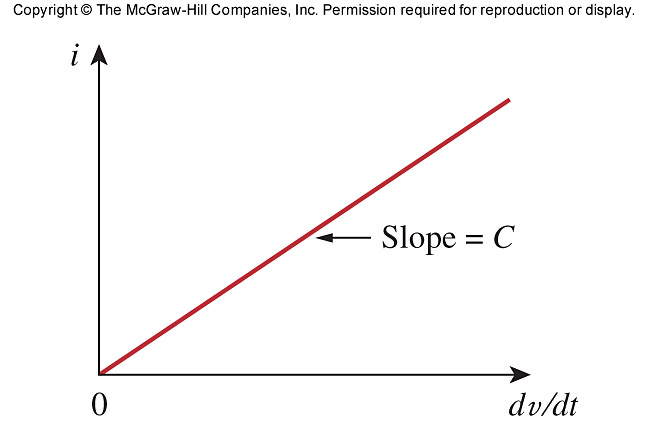 Copyright © The McGraw-Hill Companies, Inc. Permission required for reproduction or display.
i
Slope = C
0
dv/dt